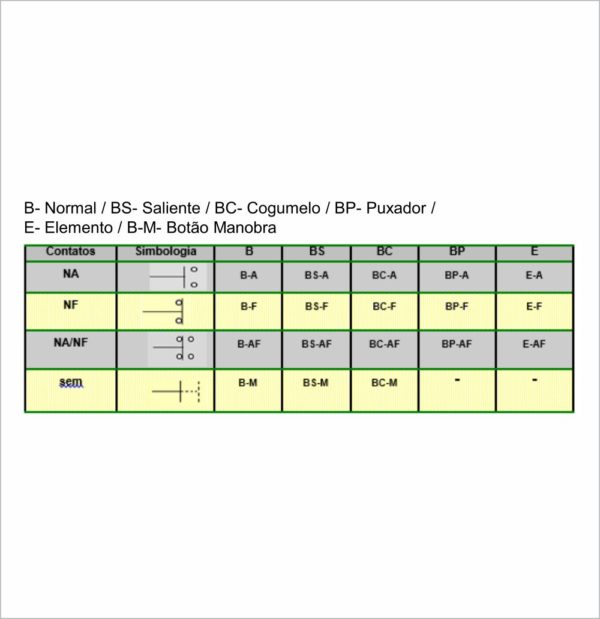 B- Normal / BS- Saliente / BC- Cogumelo / BP- Puxador /
E- Elemento / B-M- Botão Manobra
Contatos Simbologia B BS BC BP E
NA B-A BS-A BC-A BP-A E-A
NF B-F BS-F BC-F BP-F E-F
NA/NF B-AF BS-AF BC-AF BP-AF E-AF
sem B-M BS-M BC-M - -